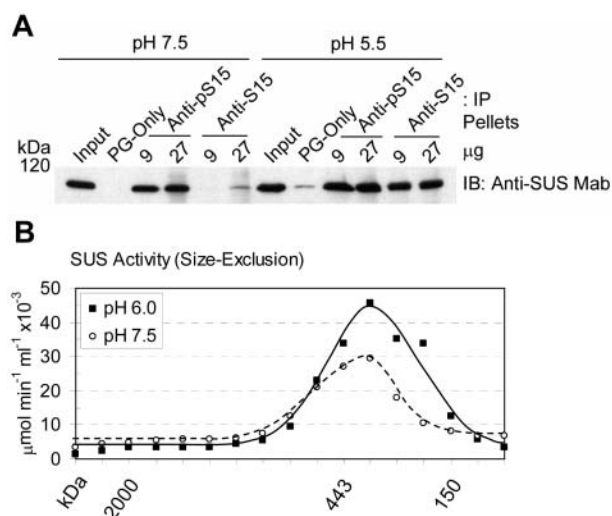 A
pH 7.5 pH 5.5
Input PG-Only Anti-pS15 Anti-S15 Input PG-Only Anti-pS15 Anti-S15 : IP
Pellets
kDa 9 27 9 27 9 27 9 27 μg
120 IB: Anti-SUS Mab
B
SUS Activity (Size-Exclusion)
50
40
30
20
10
0
pH 6.0
pH 7.5
μmol min⁻¹ ml⁻¹ x10⁻³
kDa 2000 443 150